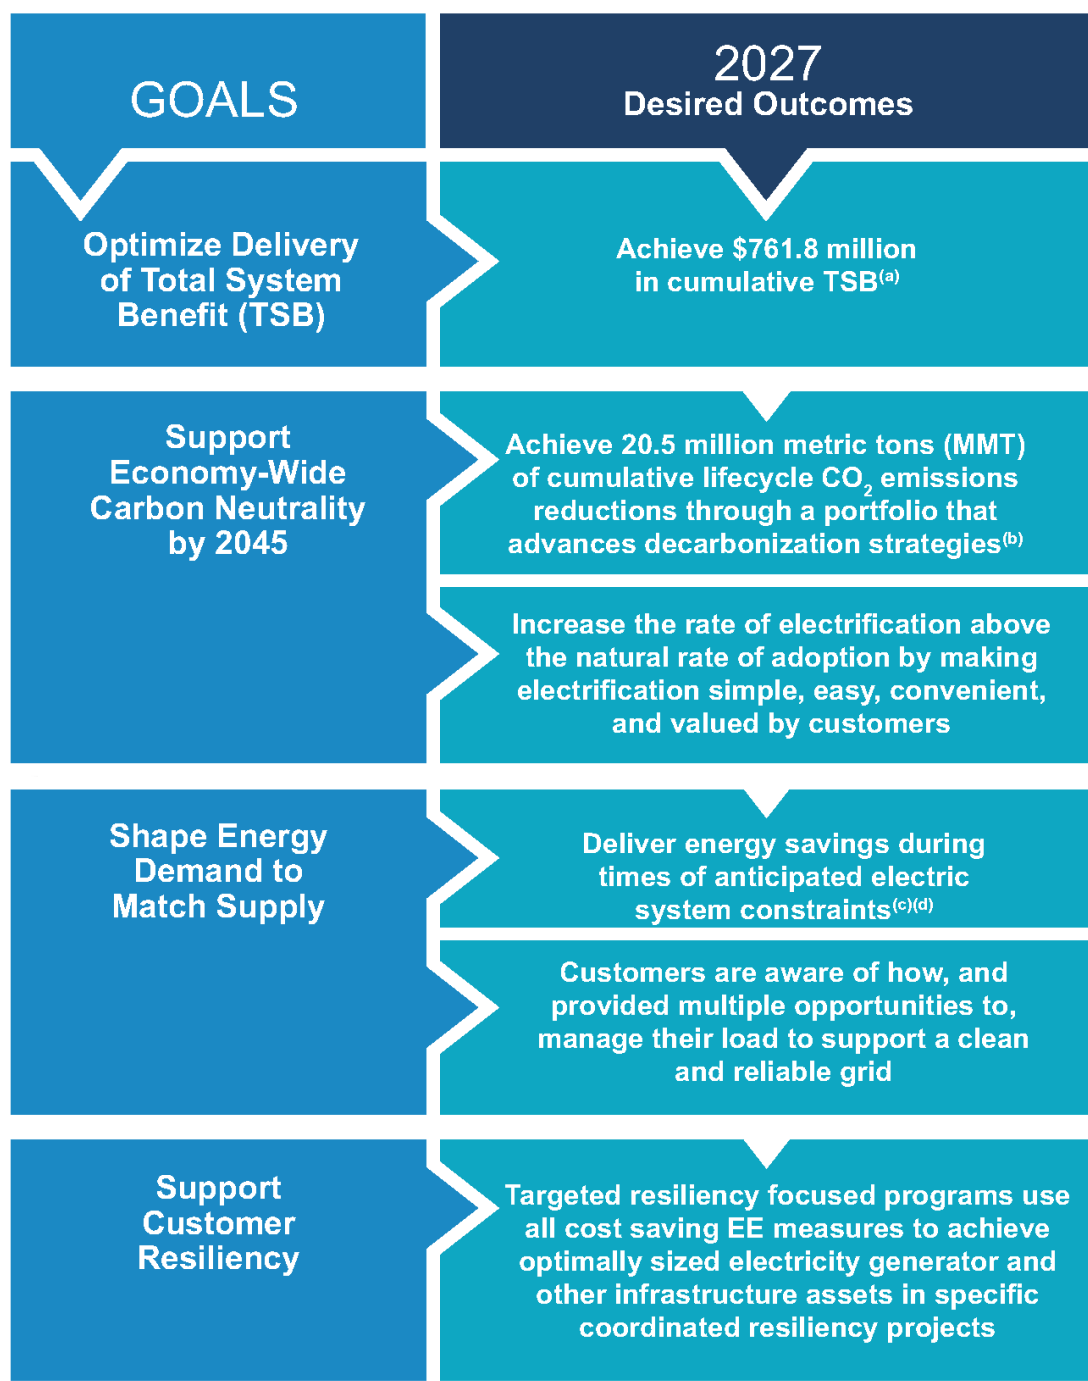 GOALS
2027
Desired Outcomes
Optimize Delivery
of Total System
Benefit (TSB)
Achieve $761.8 million
in cumulative TSB(a)
Support
Economy-Wide
Carbon Neutrality
by 2045
Achieve 20.5 million metric tons (MMT)
of cumulative lifecycle CO2 emissions
reductions through a portfolio that
advances decarbonization strategies(b)
Increase the rate of electrification above
the natural rate of adoption by making
electrification simple, easy, convenient,
and valued by customers
Shape Energy
Demand to
Match Supply
Deliver energy savings during
times of anticipated electric
system constraints(c)(d)
Customers are aware of how, and
provided multiple opportunities to,
manage their load to support a clean
and reliable grid
Support
Customer
Resiliency
Targeted resiliency focused programs use
all cost saving EE measures to achieve
optimally sized electricity generator and
other infrastructure assets in specific
coordinated resiliency projects